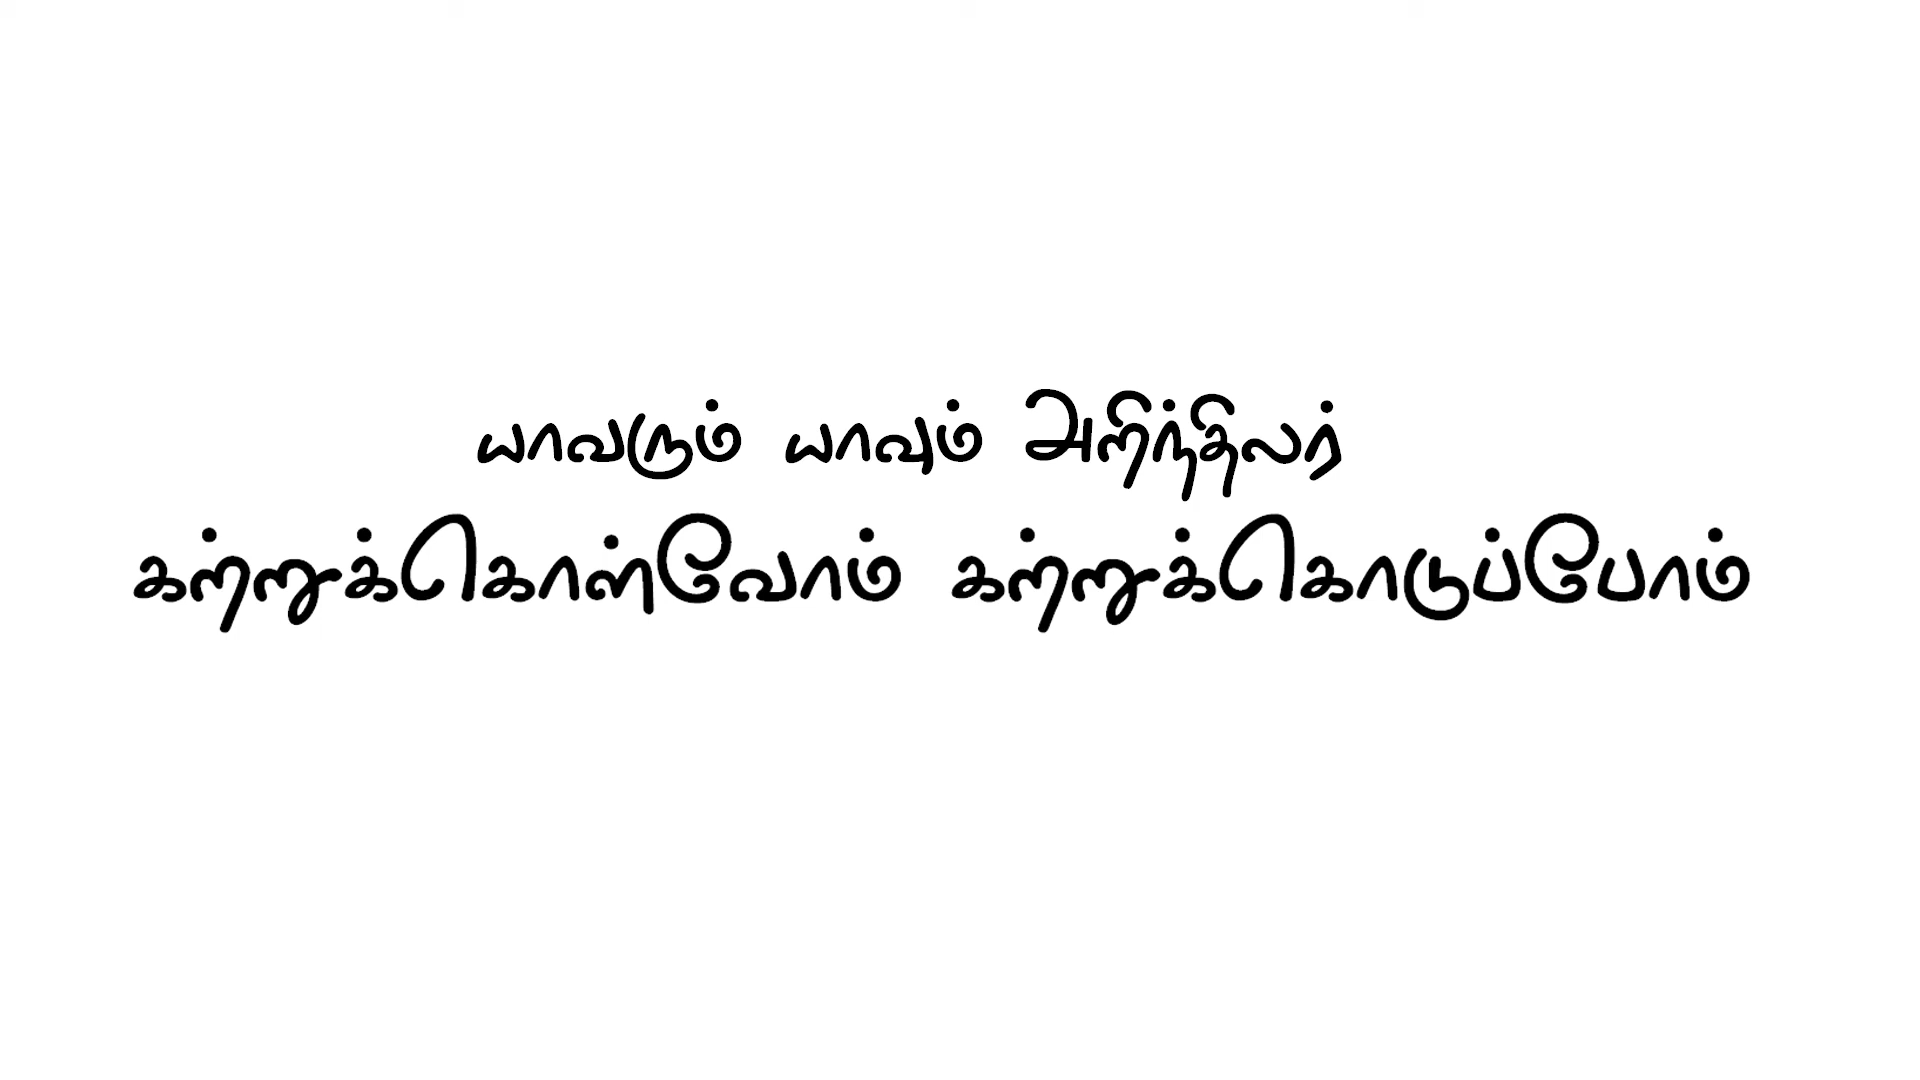 யாவரும் யாவும் அறிந்திலர்
கற்றுக்கொள்வோம் கற்றுக்கொடுப்போம்